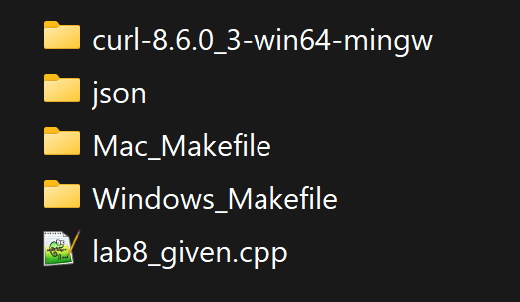 curl-8.6.0_3-win64-mingw
json
Mac_Makefile
Windows_Makefile
lab8_given.cpp